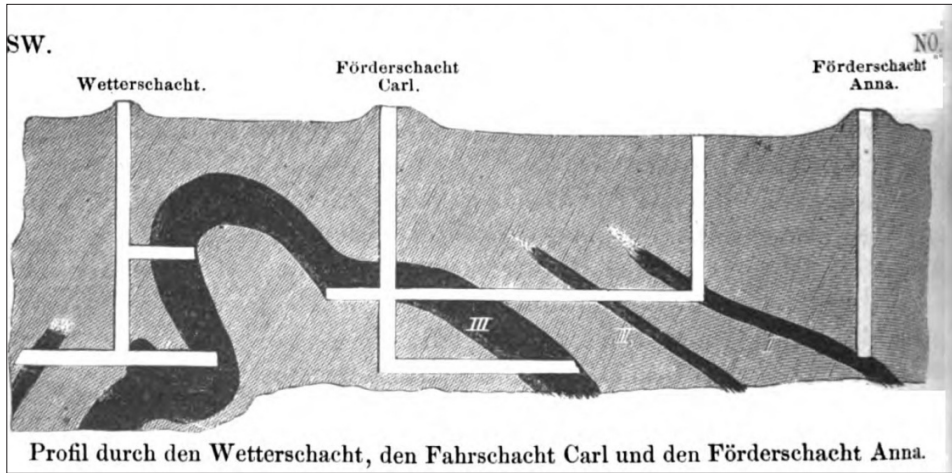 SW.
NO.
Wetterschacht.
Förderschacht
Carl.
Förderschacht
Anna.
III
II.
I
Profil durch den Wetterschacht, den Fahrschacht Carl und den Förderschacht Anna.